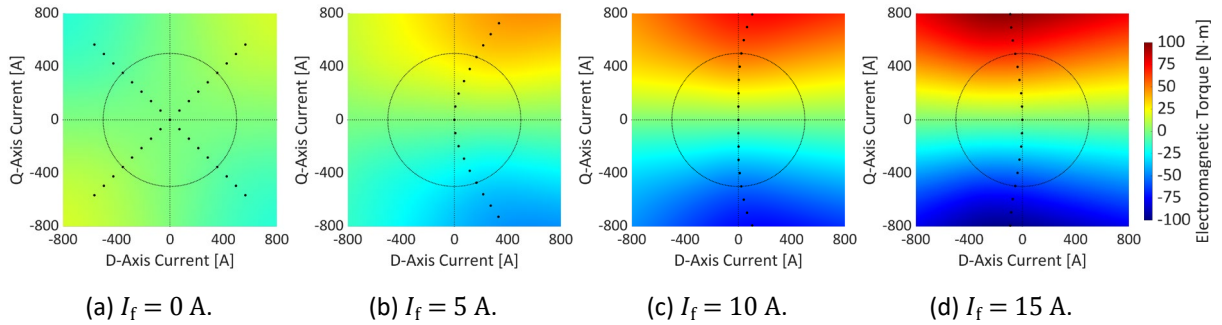 800
400
0
-400
-800
Q-Axis Current [A]
-800 -400 0 400 800
D-Axis Current [A]
(a) I_f = 0 A.
800
400
0
-400
-800
Q-Axis Current [A]
-800 -400 0 400 800
D-Axis Current [A]
(b) I_f = 5 A.
800
400
0
-400
-800
Q-Axis Current [A]
-800 -400 0 400 800
D-Axis Current [A]
(c) I_f = 10 A.
800
400
0
-400
-800
Q-Axis Current [A]
-800 -400 0 400 800
D-Axis Current [A]
(d) I_f = 15 A.
100
75
50
25
0
-25
-50
-75
-100
Electromagnetic Torque [N·m]